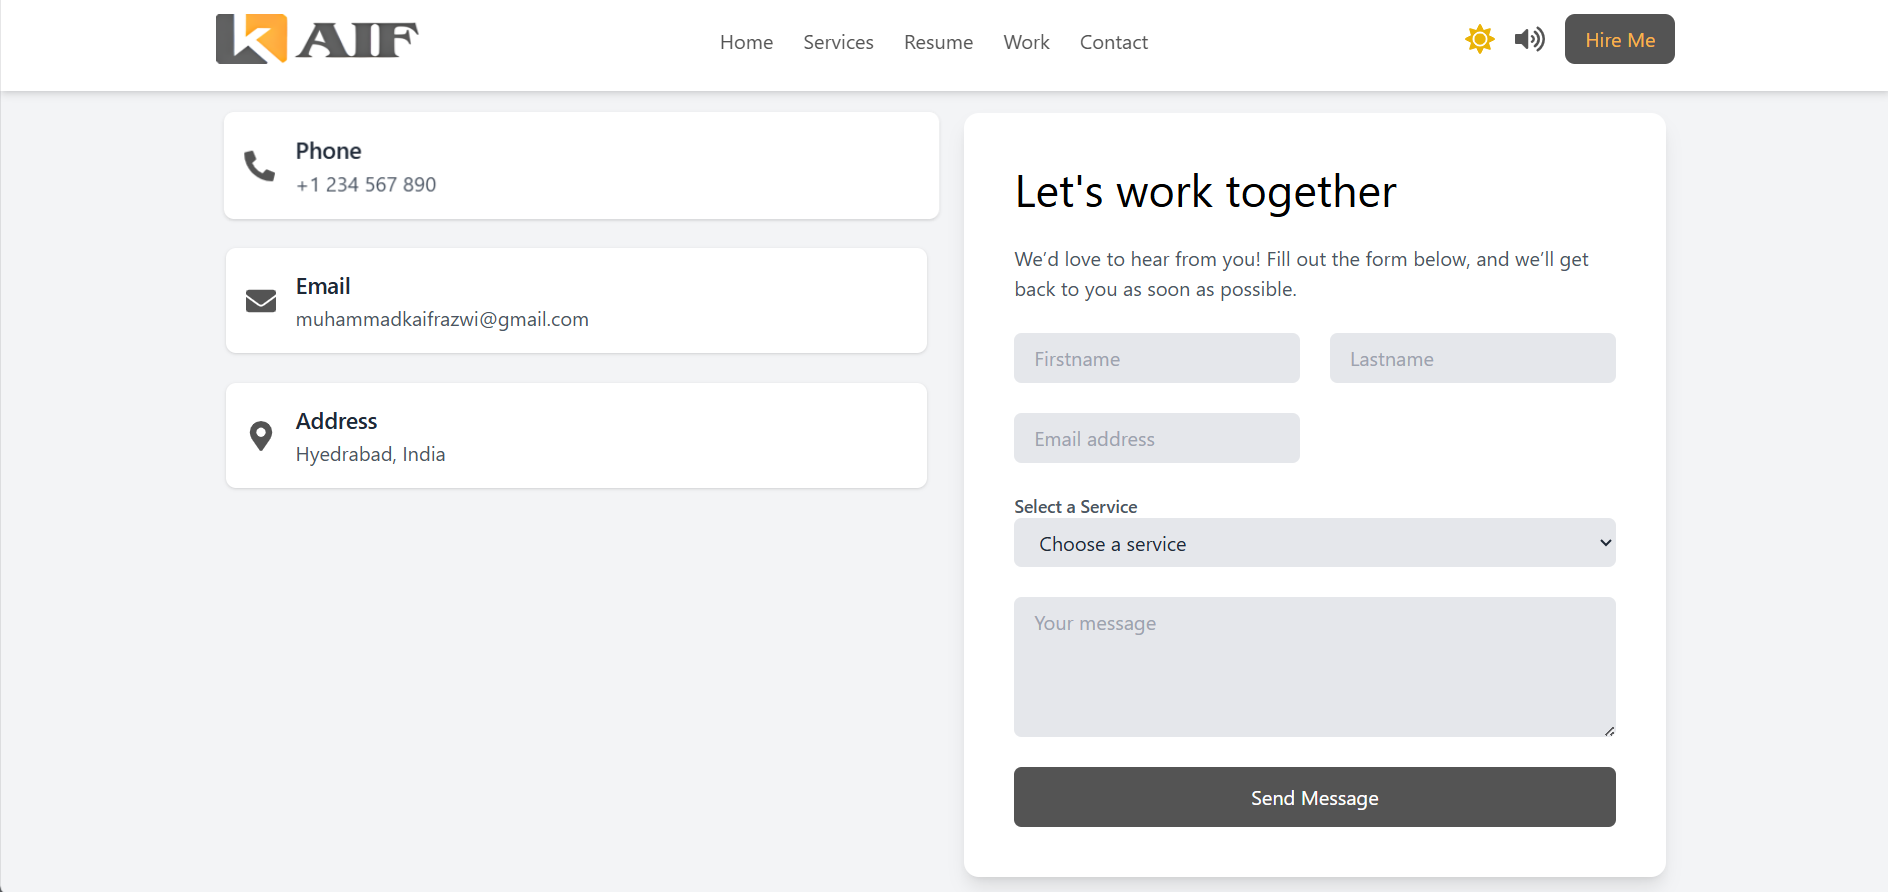 KAIF
Home Services Resume Work Contact
Hire Me
Phone
+1 234 567 890
Email
muhammadkaifrazwi@gmail.com
Address
Hyedrabad, India
Let's work together
We’d love to hear from you! Fill out the form below, and we’ll get
back to you as soon as possible.
Firstname
Lastname
Email address
Select a Service
Choose a service
Your message
Send Message